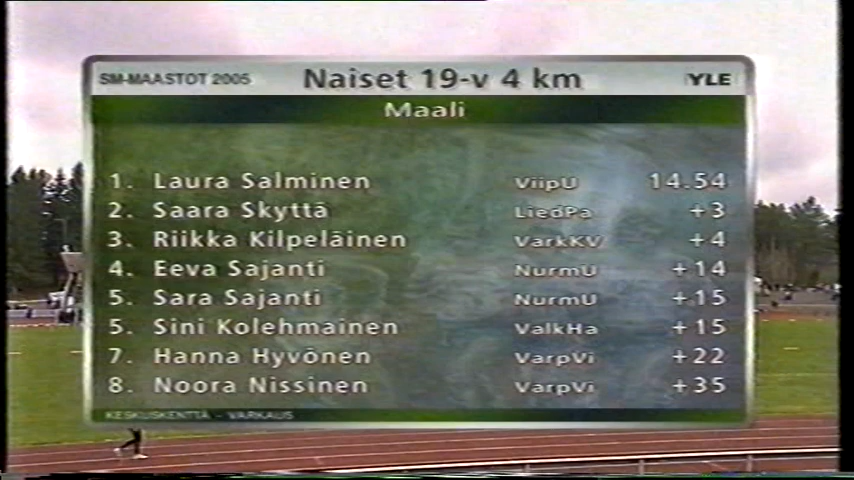 SM-MAASTOT 2005 Naiset 19-v 4 km YLE
Maali
1. Laura Salminen ViipU 14.54
2. Saara Skyttä LiedPa +3
3. Riikka Kilpeläinen VarkKV +4
4. Eeva Sajanti NurmU +14
5. Sara Sajanti NurmU +15
5. Sini Kolehmainen ValkHa +15
7. Hanna Hyvönen VarpVi +22
8. Noora Nissinen VarpVi +35
KESKUSKENTTÄ - VARKAUS